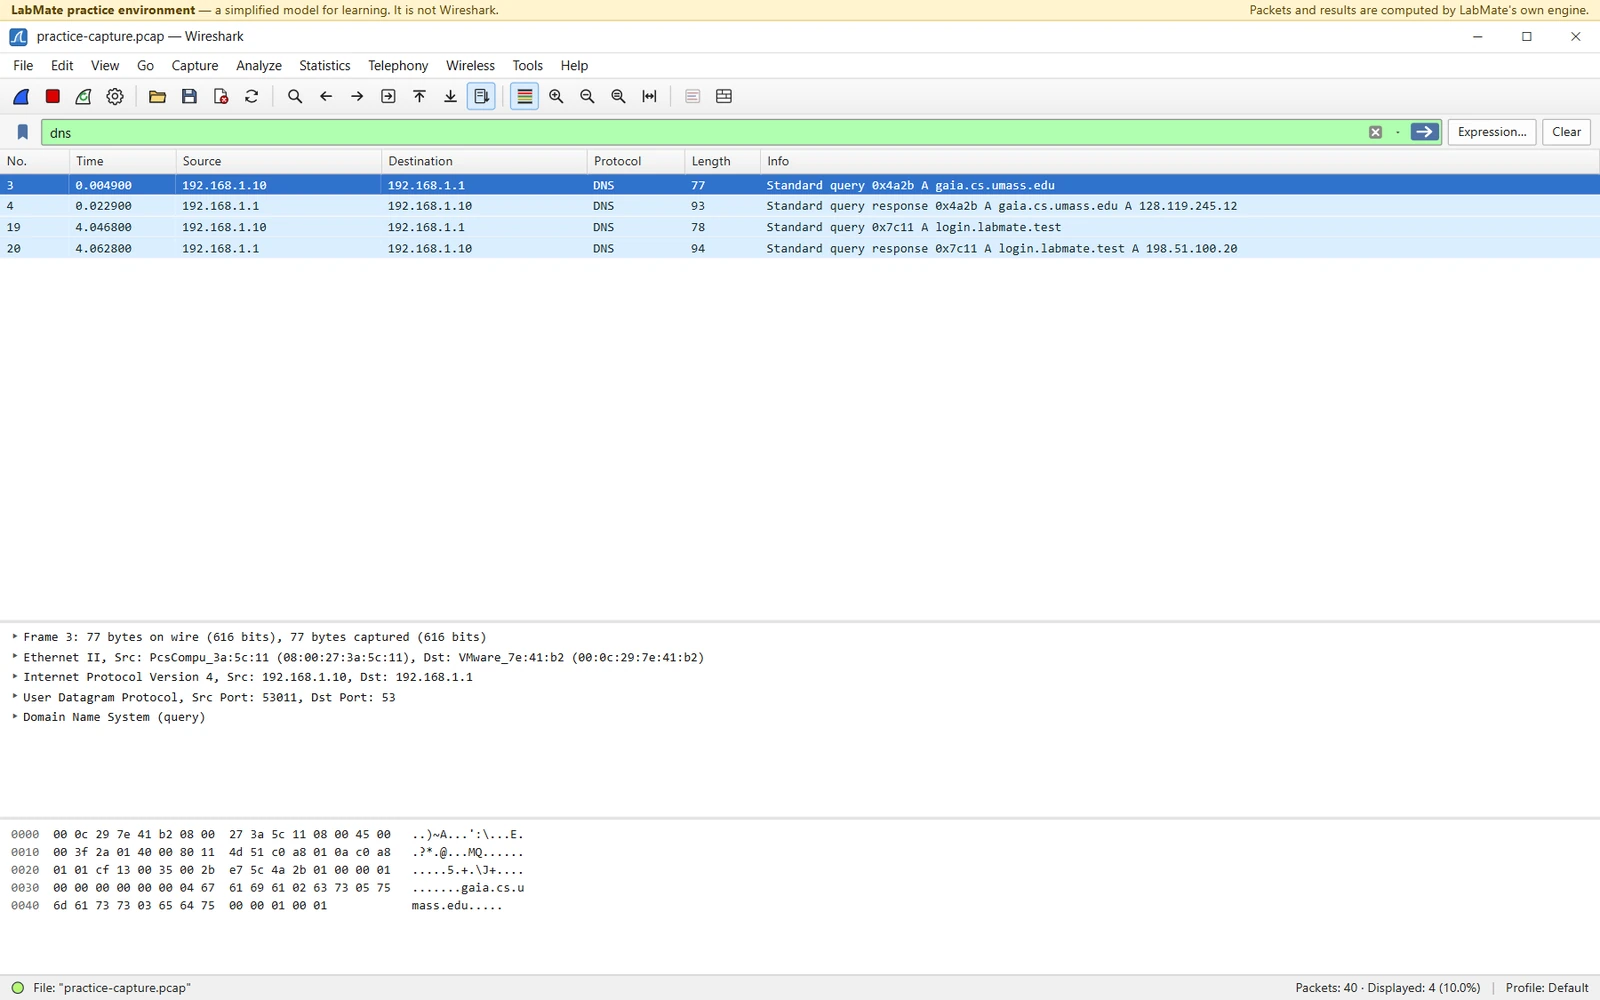 LabMate practice environment — a simplified model for learning. It is not Wireshark. Packets and results are computed by LabMate's own engine.
practice-capture.pcap — Wireshark
File Edit View Go Capture Analyze Statistics Telephony Wireless Tools Help
dns Expression... Clear
No. Time Source Destination Protocol Length Info
3 0.004900 192.168.1.10 192.168.1.1 DNS 77 Standard query 0x4a2b A gaia.cs.umass.edu
4 0.022900 192.168.1.1 192.168.1.10 DNS 93 Standard query response 0x4a2b A gaia.cs.umass.edu A 128.119.245.12
19 4.046800 192.168.1.10 192.168.1.1 DNS 78 Standard query 0x7c11 A login.labmate.test
20 4.062800 192.168.1.1 192.168.1.10 DNS 94 Standard query response 0x7c11 A login.labmate.test A 198.51.100.20
Frame 3: 77 bytes on wire (616 bits), 77 bytes captured (616 bits)
Ethernet II, Src: PcsCompu_3a:5c:11 (08:00:27:3a:5c:11), Dst: VMware_7e:41:b2 (00:0c:29:7e:41:b2)
Internet Protocol Version 4, Src: 192.168.1.10, Dst: 192.168.1.1
User Datagram Protocol, Src Port: 53011, Dst Port: 53
Domain Name System (query)
0000 00 0c 29 7e 41 b2 08 00 27 3a 5c 11 08 00 45 00 ..)~A...':\...E.
0010 00 3f 2a 01 40 00 80 11 4d 51 c0 a8 01 0a c0 a8 .?*.@...MQ......
0020 01 01 cf 13 00 35 00 2b e7 5c 4a 2b 01 00 00 01 .....5.+.\J+....
0030 00 00 00 00 00 00 04 67 61 69 61 02 63 73 05 75 .......gaia.cs.u
0040 6d 61 73 73 03 65 64 75 00 00 01 00 01 mass.edu.....
File: "practice-capture.pcap" Packets: 40 · Displayed: 4 (10.0%) | Profile: Default